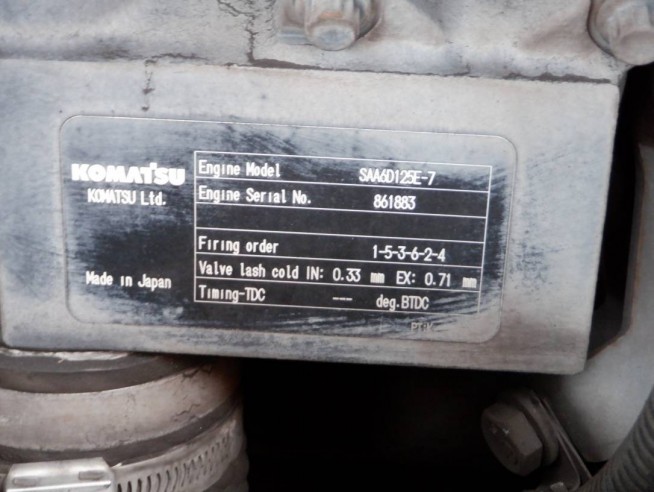 KOMATSU
KOMATSU Ltd.
Made in Japan
Engine Model SAA6D125E-7
Engine Serial No. 861883
Firing order 1-5-3-6-2-4
Valve lash cold IN: 0.33 mm EX: 0.71 mm
Timing-TDC --- deg.BTDC